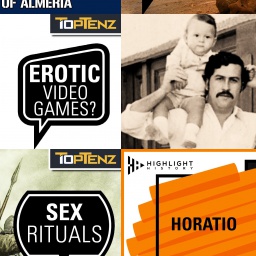 OF ALMERIA
TOPTENZ
EROTIC
VIDEO
GAMES?
TOPTENZ
SEX
RITUALS
HIGHLIGHT
HISTORY
HORATIO